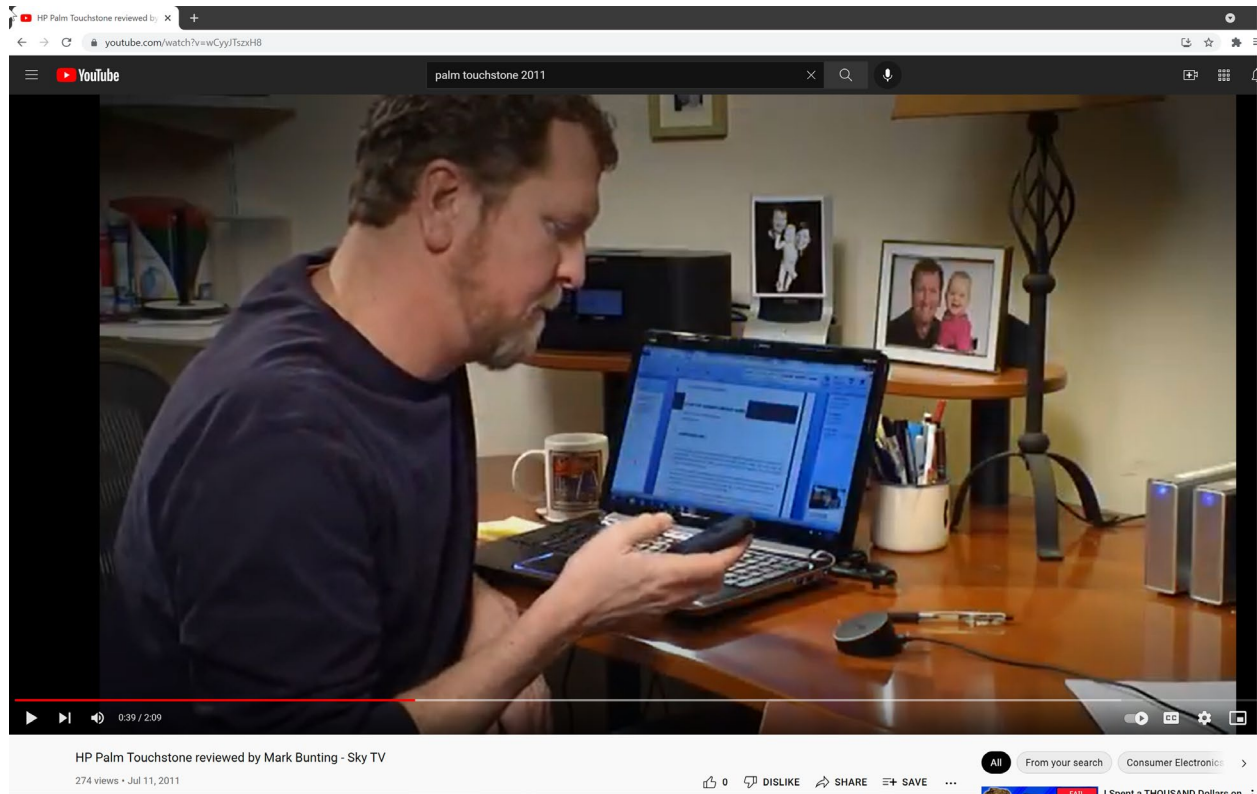 HP Palm Touchstone reviewed by
youtube.com/watch?v=wCyyJTszxH8
YouTube
palm touchstone 2011
0:39 / 2:09
CC
HP Palm Touchstone reviewed by Mark Bunting - Sky TV
274 views • Jul 11, 2011
0 DISLIKE SHARE SAVE ...
All From your search Consumer Electronics
FAIL
I Spent a THOUSAND Dollars on